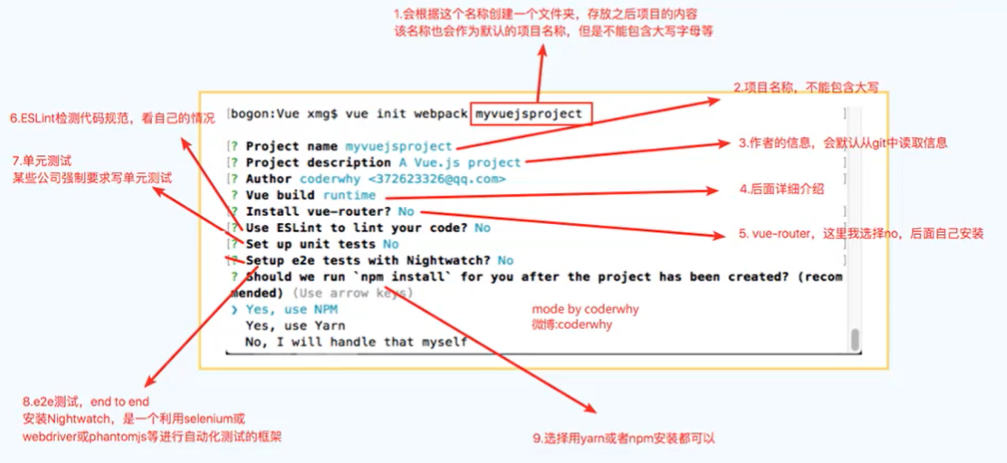 1.会根据这个名称创建一个文件夹，存放之后项目的内容
该名称也会作为默认的项目名称，但是不能包含大写字母等
2.项目名称，不能包含大写
[bogon:Vue xmg$ vue init webpack myvuejsproject ]
6.ESLint检测代码规范，看自己的情况
[? Project name myvuejsproject ]
3.作者的信息，会默认从git中读取信息
7.单元测试
某些公司强制要求写单元测试
[? Project description A Vue.js project ]
[? Author coderwhy <372623326@qq.com> ]
? Vue build runtime
4.后面详细介绍
[? Install vue-router? No ]
5. vue-router，这里我选择no，后面自己安装
[? Use ESLint to lint your code? No ]
[? Set up unit tests No ]
[? Setup e2e tests with Nightwatch? No ]
? Should we run `npm install` for you after the project has been created? (recom
mended) (Use arrow keys)
❯ Yes, use NPM
Yes, use Yarn
No, I will handle that myself
mode by coderwhy
微博:coderwhy
8.e2e测试，end to end
安装Nightwatch，是一个利用selenium或
webdriver或phantomjs等进行自动化测试的框架
9.选择用yarn或者npm安装都可以